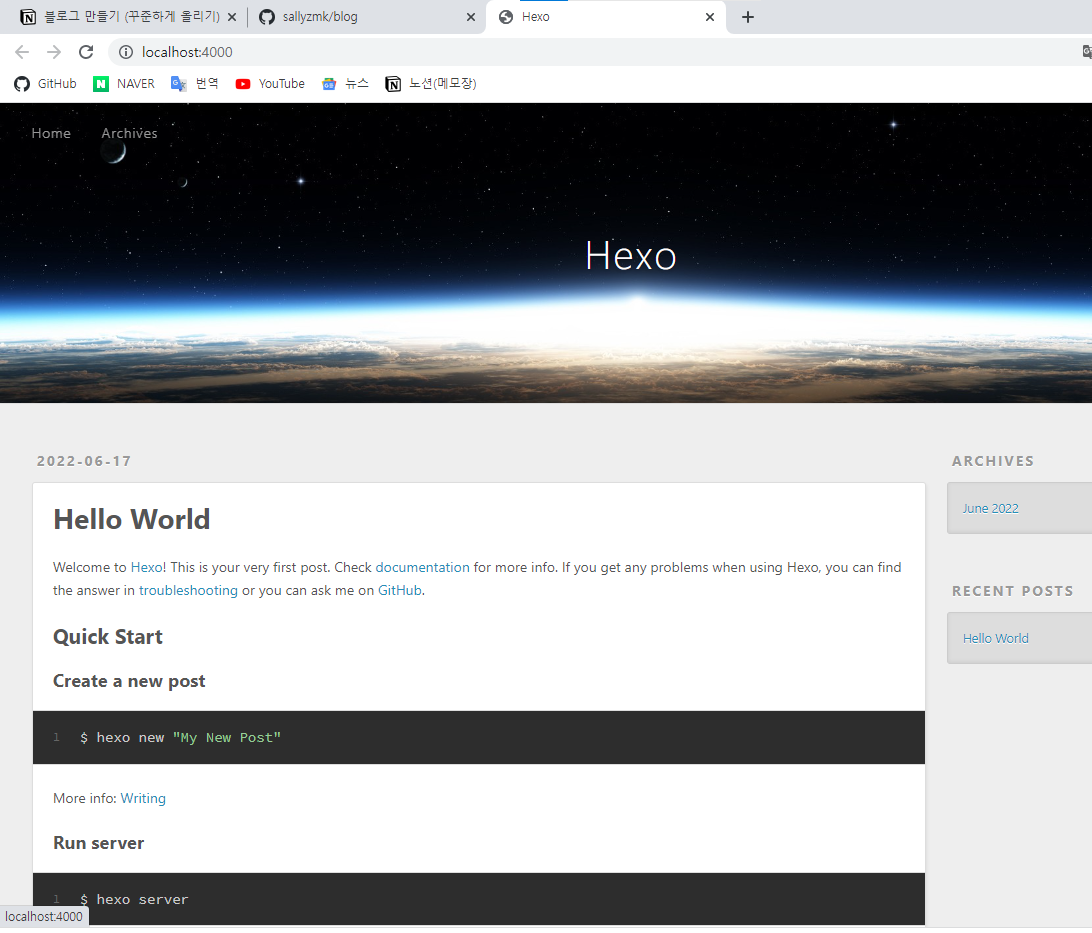 블로그 만들기 (꾸준하게 올리기)
sallyzmk/blog
Hexo
localhost:4000
GitHub
NAVER
번역
YouTube
뉴스
노션(메모장)
Home
Archives
Hexo
2022-06-17
Hello World
Welcome to Hexo! This is your very first post. Check documentation for more info. If you get any problems when using Hexo, you can find
the answer in troubleshooting or you can ask me on GitHub.
Quick Start
Create a new post
1 $ hexo new "My New Post"
More info: Writing
Run server
1 $ hexo server
ARCHIVES
June 2022
RECENT POSTS
Hello World
localhost:4000